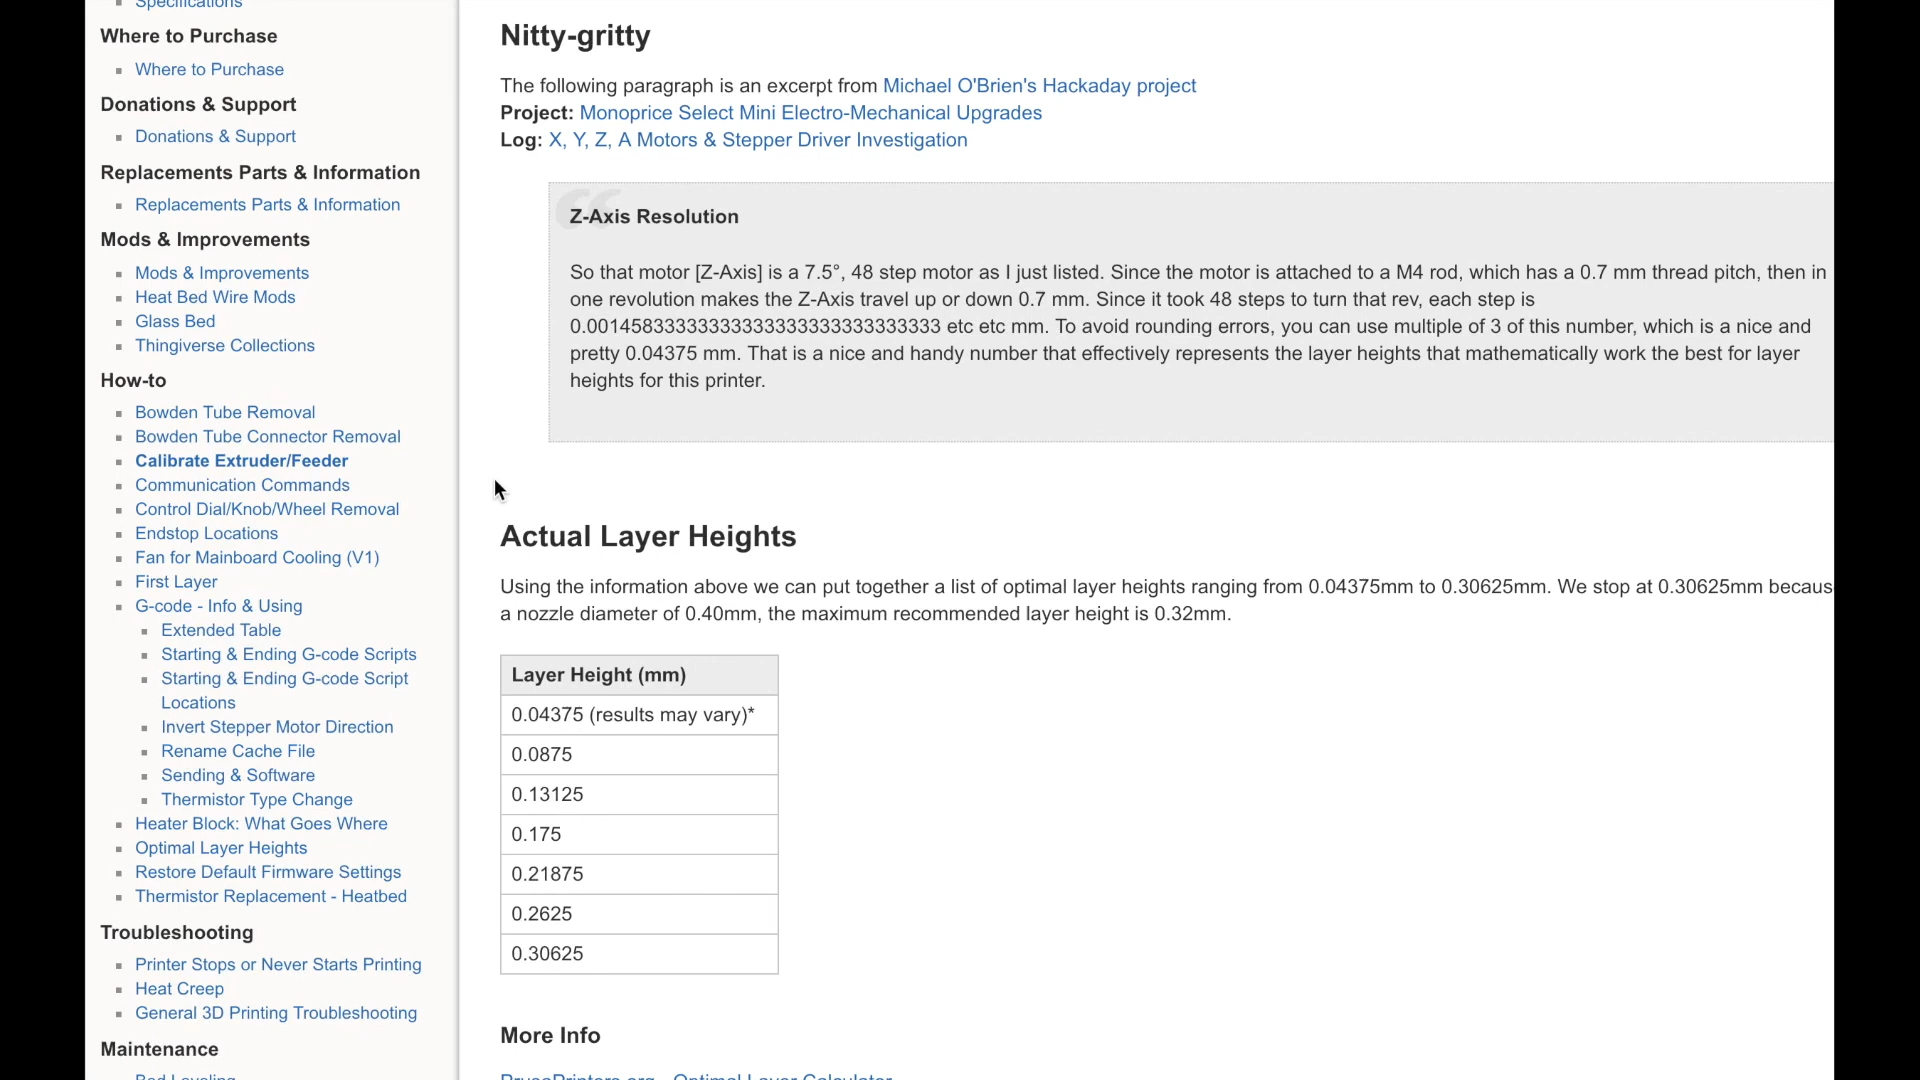 Specifications
Where to Purchase
Where to Purchase
Donations & Support
Donations & Support
Replacements Parts & Information
Replacements Parts & Information
Mods & Improvements
Mods & Improvements
Heat Bed Wire Mods
Glass Bed
Thingiverse Collections
How-to
Bowden Tube Removal
Bowden Tube Connector Removal
Calibrate Extruder/Feeder
Communication Commands
Control Dial/Knob/Wheel Removal
Endstop Locations
Fan for Mainboard Cooling (V1)
First Layer
G-code - Info & Using
Extended Table
Starting & Ending G-code Scripts
Starting & Ending G-code Script
Locations
Invert Stepper Motor Direction
Rename Cache File
Sending & Software
Thermistor Type Change
Heater Block: What Goes Where
Optimal Layer Heights
Restore Default Firmware Settings
Thermistor Replacement - Heatbed
Troubleshooting
Printer Stops or Never Starts Printing
Heat Creep
General 3D Printing Troubleshooting
Maintenance
Bed Leveling
Nitty-gritty
The following paragraph is an excerpt from Michael O'Brien's Hackaday project
Project: Monoprice Select Mini Electro-Mechanical Upgrades
Log: X, Y, Z, A Motors & Stepper Driver Investigation
Z-Axis Resolution
So that motor [Z-Axis] is a 7.5°, 48 step motor as I just listed. Since the motor is attached to a M4 rod, which has a 0.7 mm thread pitch, then in
one revolution makes the Z-Axis travel up or down 0.7 mm. Since it took 48 steps to turn that rev, each step is
0.00145833333333333333333333333333 etc etc mm. To avoid rounding errors, you can use multiple of 3 of this number, which is a nice and
pretty 0.04375 mm. That is a nice and handy number that effectively represents the layer heights that mathematically work the best for layer
heights for this printer.
Actual Layer Heights
Using the information above we can put together a list of optimal layer heights ranging from 0.04375mm to 0.30625mm. We stop at 0.30625mm becaus
a nozzle diameter of 0.40mm, the maximum recommended layer height is 0.32mm.
Layer Height (mm)
0.04375 (results may vary)*
0.0875
0.13125
0.175
0.21875
0.2625
0.30625
More Info
PrusaPrinters.org - Optimal Layer Calculator